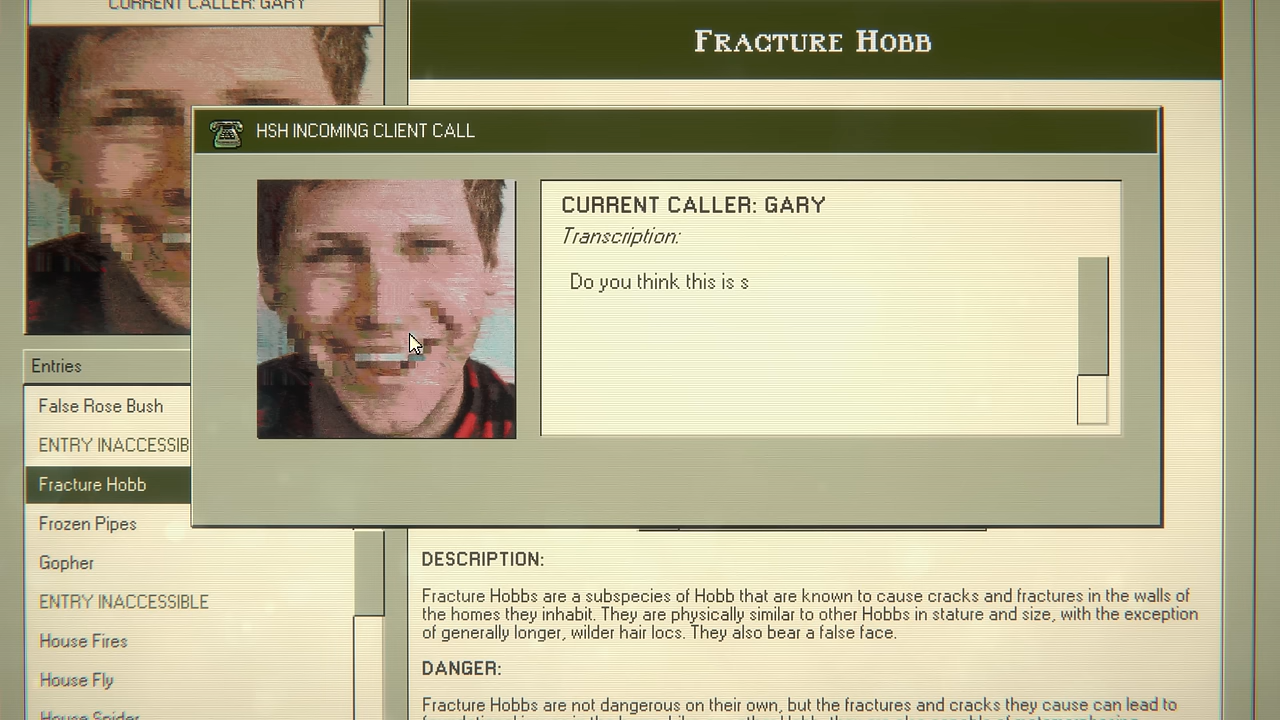 CURRENT CALLER: GARY
FRACTURE HOBB
HSH INCOMING CLIENT CALL
CURRENT CALLER: GARY
Transcription:
Do you think this is s
Entries
False Rose Bush
ENTRY INACCESSIB
Fracture Hobb
Frozen Pipes
Gopher
ENTRY INACCESSIBLE
House Fires
House Fly
House Spider
DESCRIPTION:
Fracture Hobbs are a subspecies of Hobb that are known to cause cracks and fractures in the walls of
the homes they inhabit. They are physically similar to other Hobbs in stature and size, with the exception
of generally longer, wilder hair locs. They also bear a false face.
DANGER:
Fracture Hobbs are not dangerous on their own, but the fractures and cracks they cause can lead to